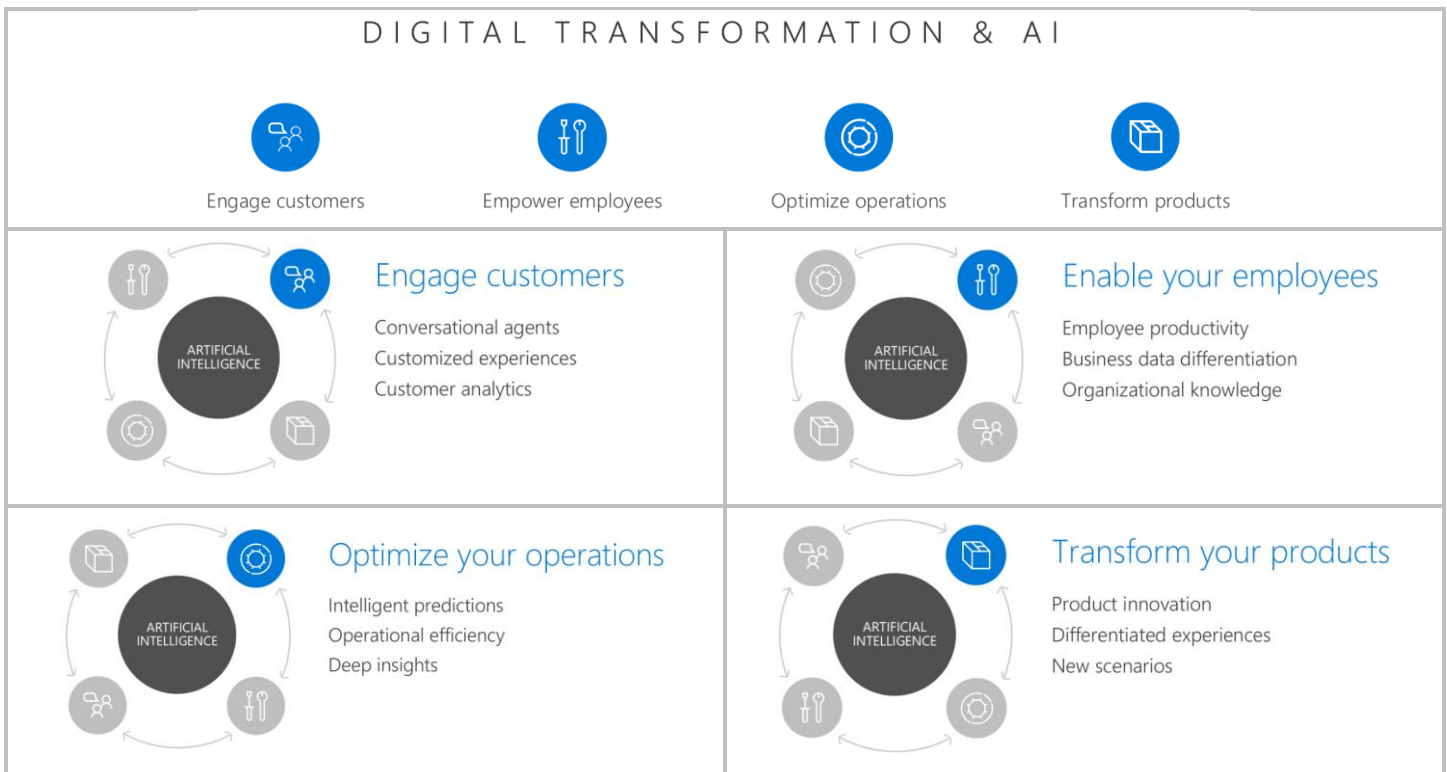 DIGITAL TRANSFORMATION & AI
Engage customers
Empower employees
Optimize operations
Transform products
ARTIFICIAL
INTELLIGENCE
Engage customers
Conversational agents
Customized experiences
Customer analytics
ARTIFICIAL
INTELLIGENCE
Enable your employees
Employee productivity
Business data differentiation
Organizational knowledge
ARTIFICIAL
INTELLIGENCE
Optimize your operations
Intelligent predictions
Operational efficiency
Deep insights
ARTIFICIAL
INTELLIGENCE
Transform your products
Product innovation
Differentiated experiences
New scenarios